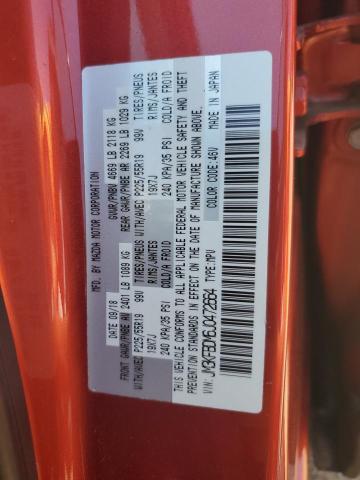 MFD. BY MAZDA MOTOR CORPORATION
DATE 09/18 GVWR/PNBV 4669 LB 2118 KG
FRONT GAWR/PNBE AV 2401 LB 1089 KG REAR GAWR/PNBE AR 2269 LB 1029 KG
WITH/AVEC P225/55R19 99V TIRES/PNEUS WITH/AVEC P225/55R19 99V TIRES/PNEUS
19X7J RIMS/JANTES 19X7J RIMS/JANTES
240 KPA/35 PSI COLD/A FROID 240 KPA/35 PSI COLD/A FROID
THIS VEHICLE CONFORMS TO ALL APPLICABLE FEDERAL MOTOR VEHICLE SAFETY AND THEFT
PREVENTION STANDARDS IN EFFECT ON THE DATE OF MANUFACTURE SHOWN ABOVE.
TYPE:MPV COLOR CODE:46V MADE IN JAPAN